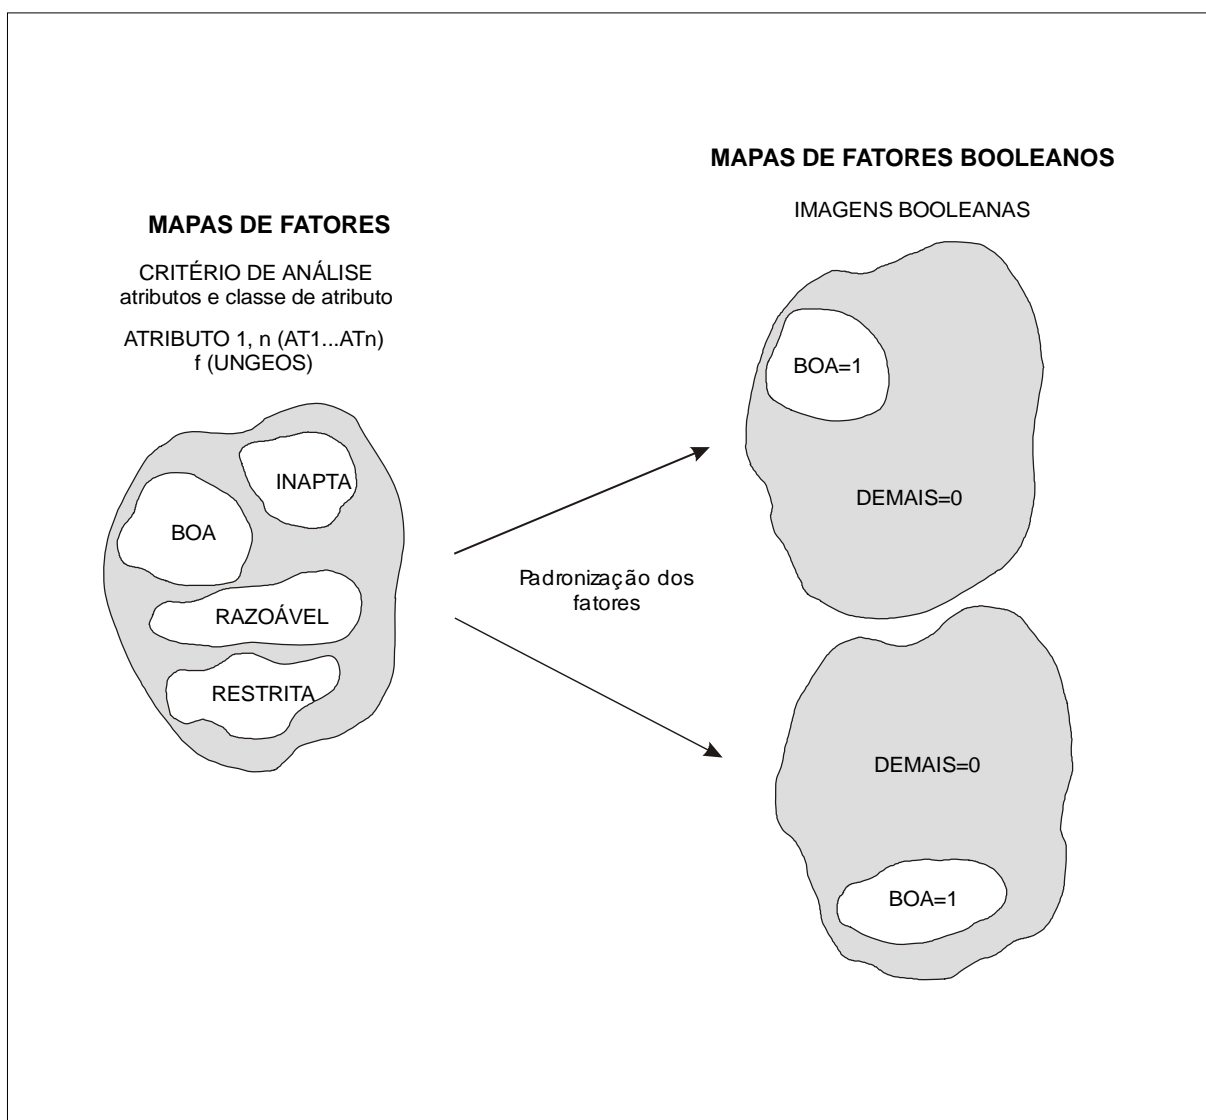 MAPAS DE FATORES BOOLEANOS
IMAGENS BOOLEANAS
MAPAS DE FATORES
CRITÉRIO DE ANÁLISE
atributos e classe de atributo
ATRIBUTO 1, n (AT1...ATn)
f (UNGEOS)
INAPTA
BOA
RAZOÁVEL
RESTRITA
Padronização dos
fatores
BOA=1
DEMAIS=0
DEMAIS=0
BOA=1